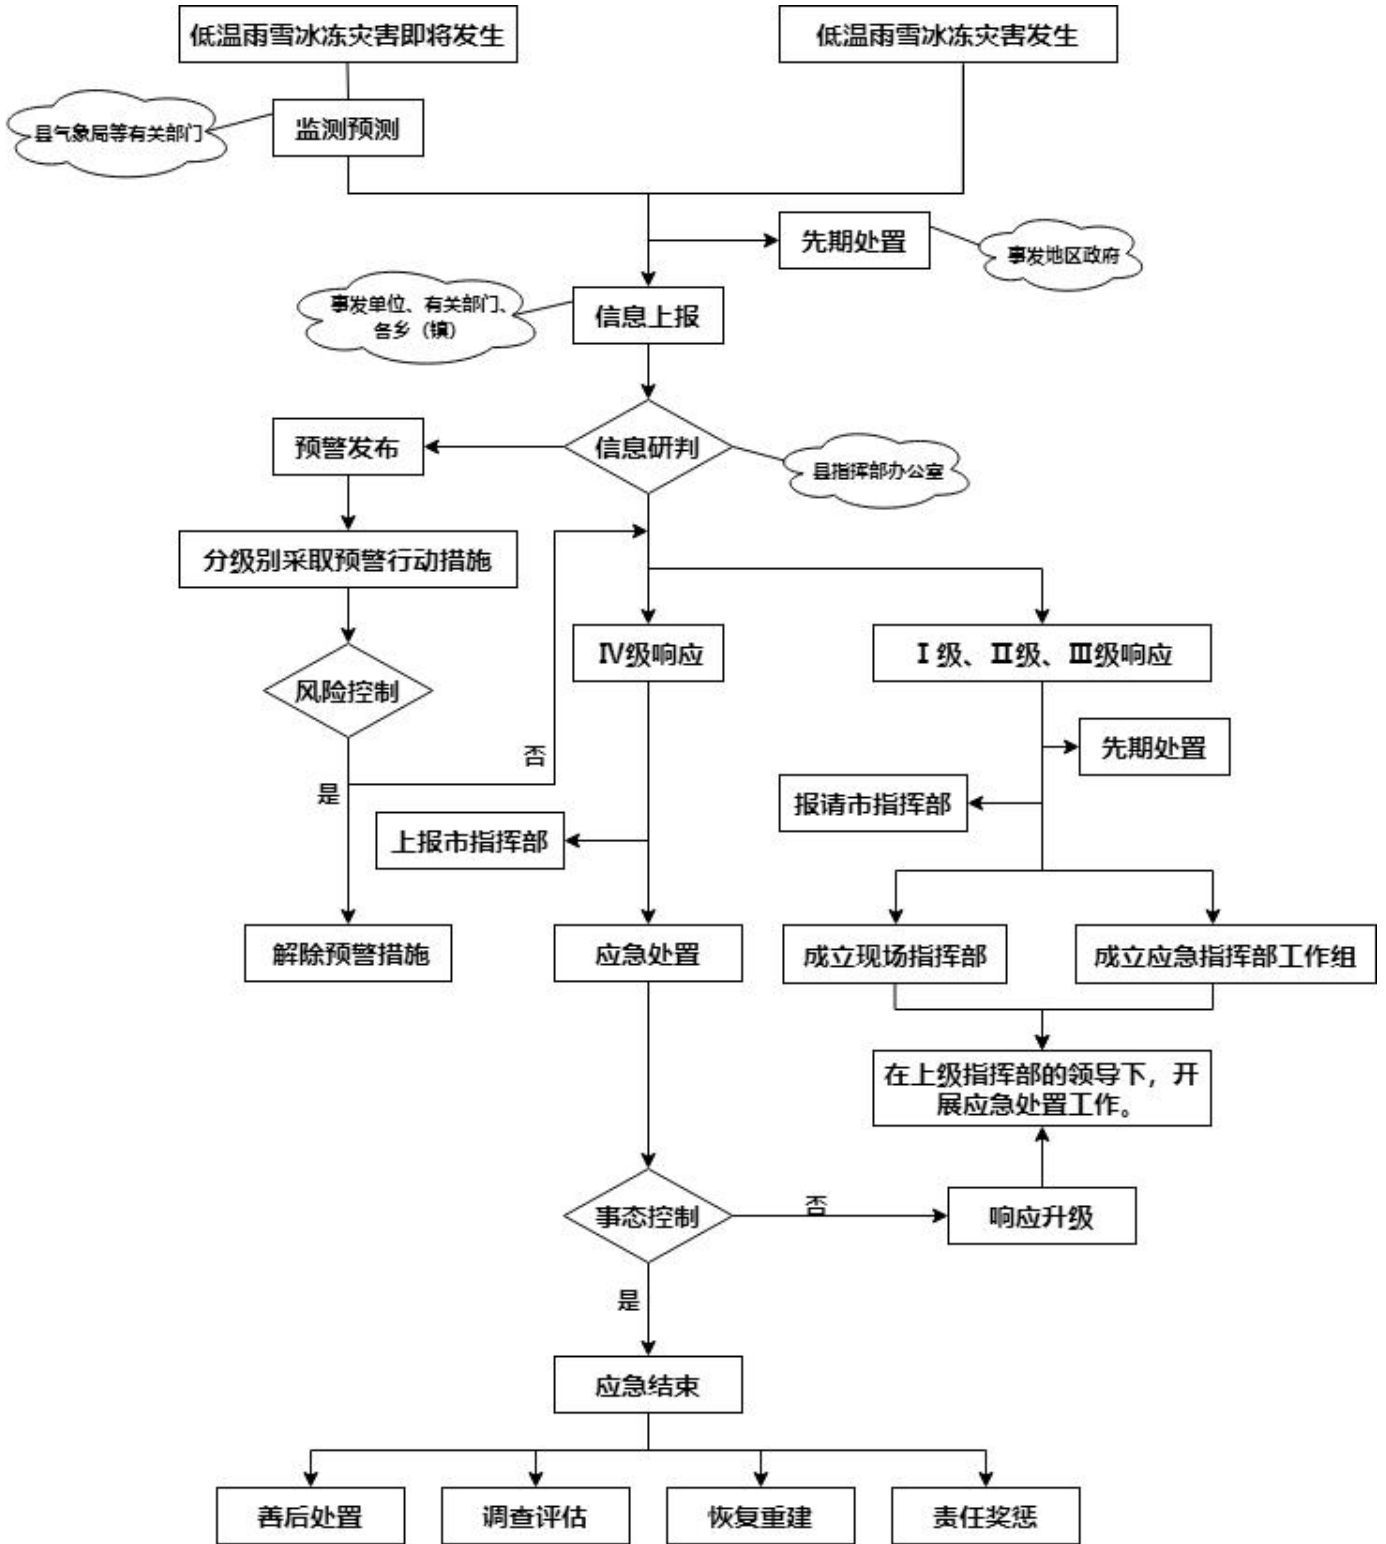 低温雨雪冰冻灾害即将发生
低温雨雪冰冻灾害发生
县气象局等有关部门
监测预测
先期处置
事发地区政府
事发单位、有关部门、
各乡（镇）
信息上报
预警发布
信息研判
县指挥部办公室
分级别采取预警行动措施
Ⅳ级响应
Ⅰ级、Ⅱ级、Ⅲ级响应
风险控制
否
是
先期处置
报请市指挥部
上报市指挥部
解除预警措施
应急处置
成立现场指挥部
成立应急指挥部工作组
在上级指挥部的领导下，开
展应急处置工作。
事态控制
否
响应升级
是
应急结束
善后处置
调查评估
恢复重建
责任奖惩